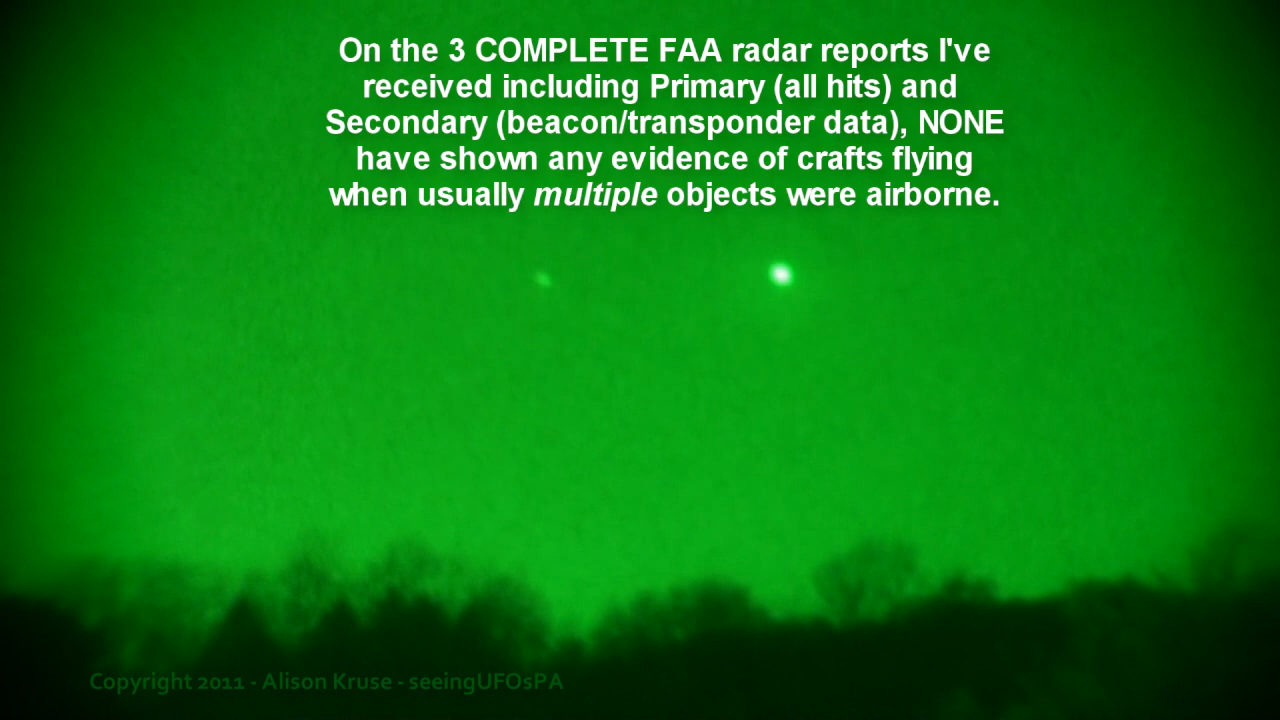 On the 3 COMPLETE FAA radar reports I've
received including Primary (all hits) and
Secondary (beacon/transponder data), NONE
have shown any evidence of crafts flying
when usually multiple objects were airborne.
Copyright 2011 - Alison Kruse - seeingUFOsPA